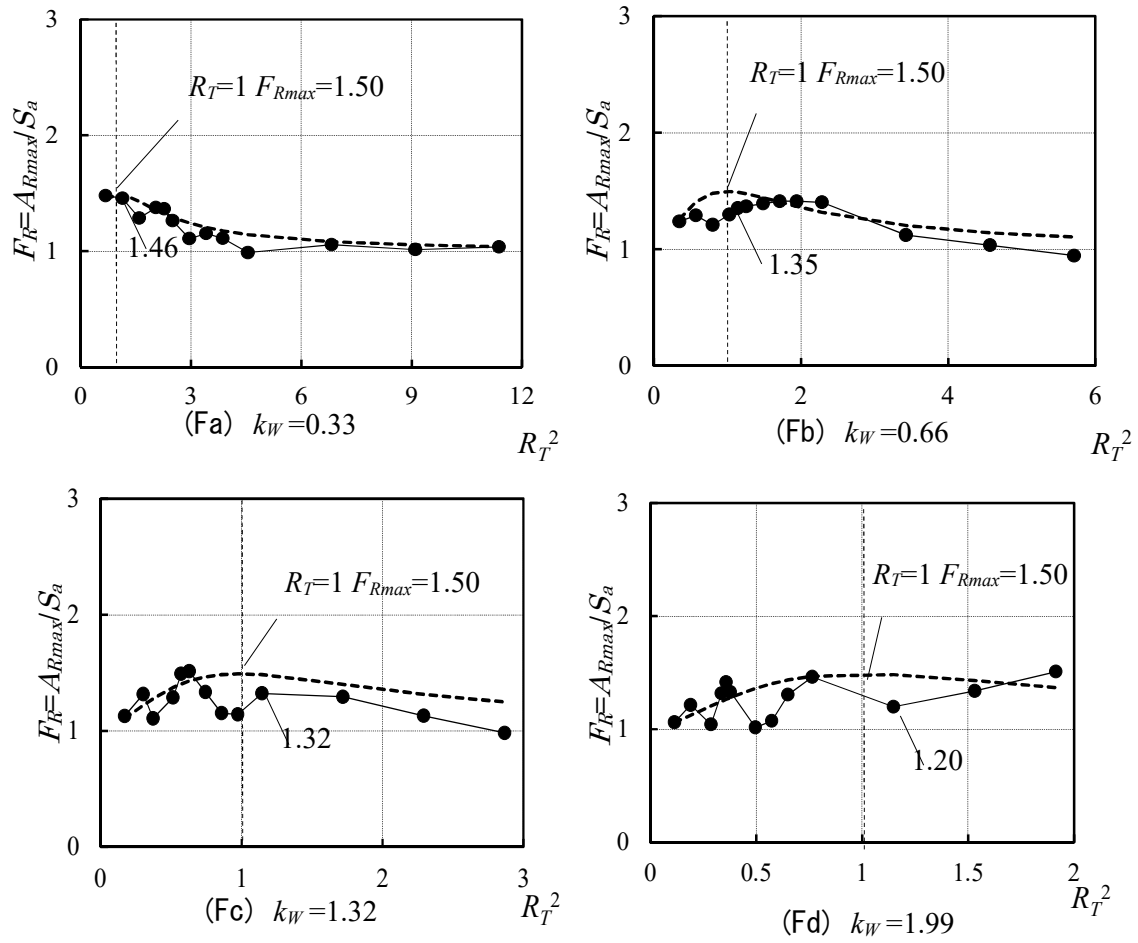 3
R_T=1 F_Rmax=1.50
2
F_R=A_Rmax/S_a
1
1.46
0
0 3 6 9 12
(Fa) k_W=0.33
R_T^2
3
R_T=1 F_Rmax=1.50
2
F_R=A_Rmax/S_a
1
1.35
0
0 2 4 6
(Fb) k_W=0.66
R_T^2
3
R_T=1 F_Rmax=1.50
2
F_R=A_Rmax/S_a
1
1.32
0
0 1 2 3
(Fc) k_W=1.32
R_T^2
3
R_T=1 F_Rmax=1.50
2
F_R=A_Rmax/S_a
1
1.20
0
0 0.5 1 1.5 2
(Fd) k_W=1.99
R_T^2